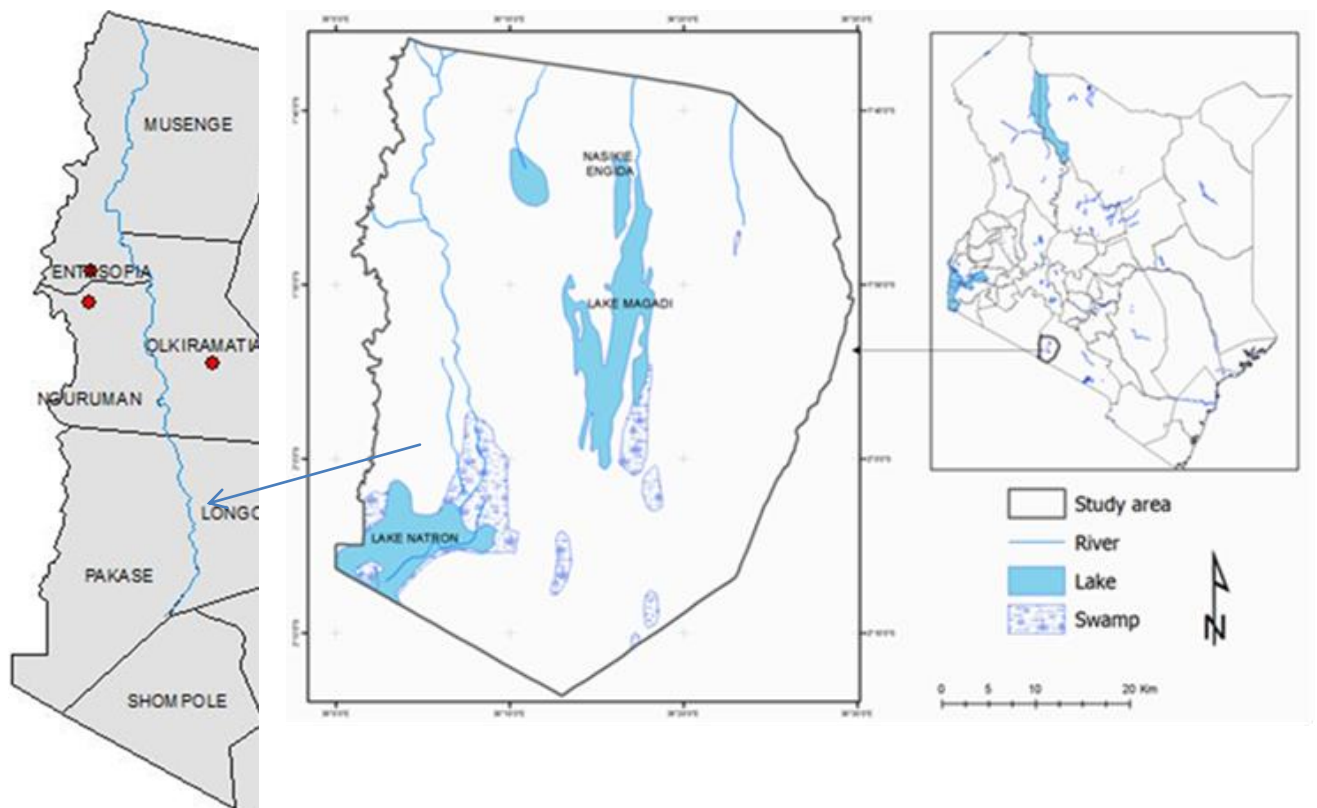 MUSENGE
ENTASOPIA
OLKIRAMATIA
NGURUMAN
LONGO
PAKASE
SHOMPOLE
NASIKIE
ENGIDA
LAKE MAGADI
LAKE NATRON
Study area
River
Lake
Swamp
N
0 5 10 20 Km